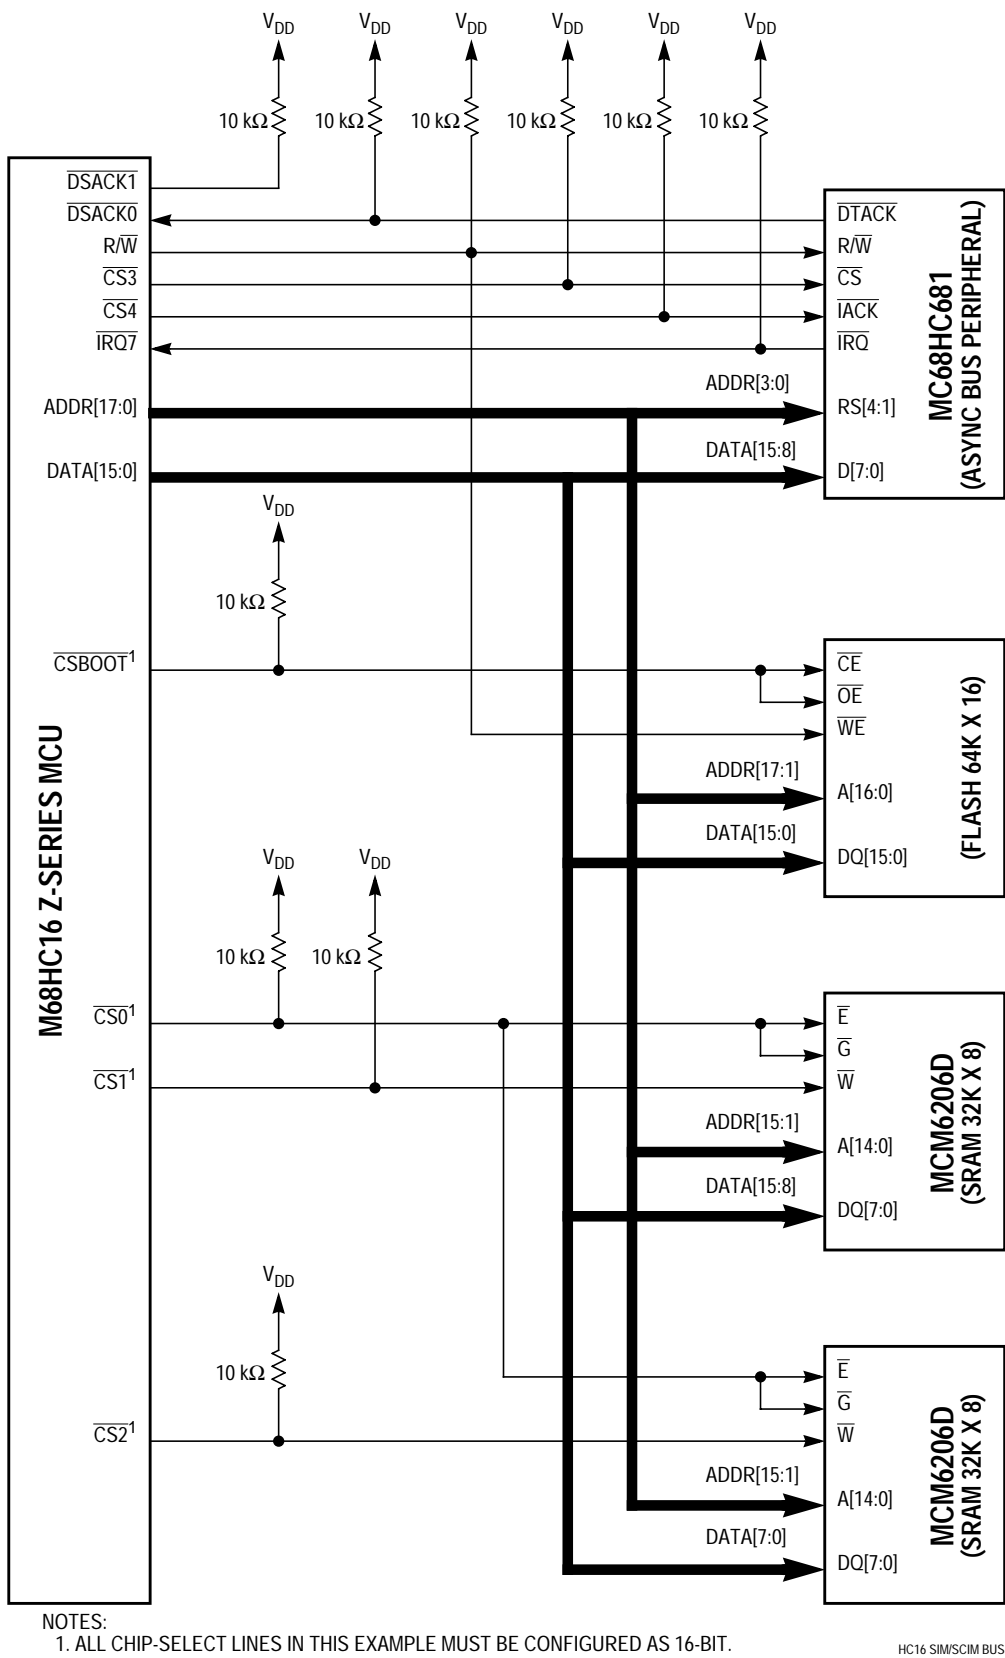 VDD VDD VDD VDD VDD VDD
10 kΩ 10 kΩ 10 kΩ 10 kΩ 10 kΩ 10 kΩ
M68HC16 Z-SERIES MCU
DSACK1
DSACK0
R/W
CS3
CS4
IRQ7
ADDR[17:0]
DATA[15:0]
CSBOOT¹
CS0¹
CS1¹
CS2¹
ADDR[3:0]
DATA[15:8]
DTACK
R/W
CS
IACK
IRQ
RS[4:1]
D[7:0]
MC68HC681
(ASYNC BUS PERIPHERAL)
VDD
10 kΩ
CE
OE
WE
ADDR[17:1]
A[16:0]
DATA[15:0]
DQ[15:0]
(FLASH 64K X 16)
VDD VDD
10 kΩ 10 kΩ
E
G
W
ADDR[15:1]
A[14:0]
DATA[15:8]
DQ[7:0]
MCM6206D
(SRAM 32K X 8)
VDD
10 kΩ
E
G
W
ADDR[15:1]
A[14:0]
DATA[7:0]
DQ[7:0]
MCM6206D
(SRAM 32K X 8)
NOTES:
1. ALL CHIP-SELECT LINES IN THIS EXAMPLE MUST BE CONFIGURED AS 16-BIT.
HC16 SIM/SCIM BUS